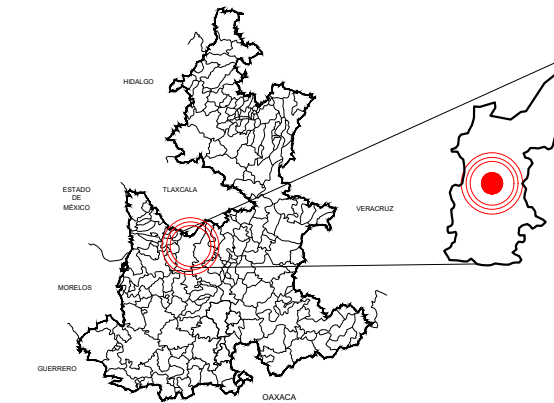 HIDALGO
ESTADO
DE
MÉXICO
TLAXCALA
VERACRUZ
MORELOS
GUERRERO
OAXACA